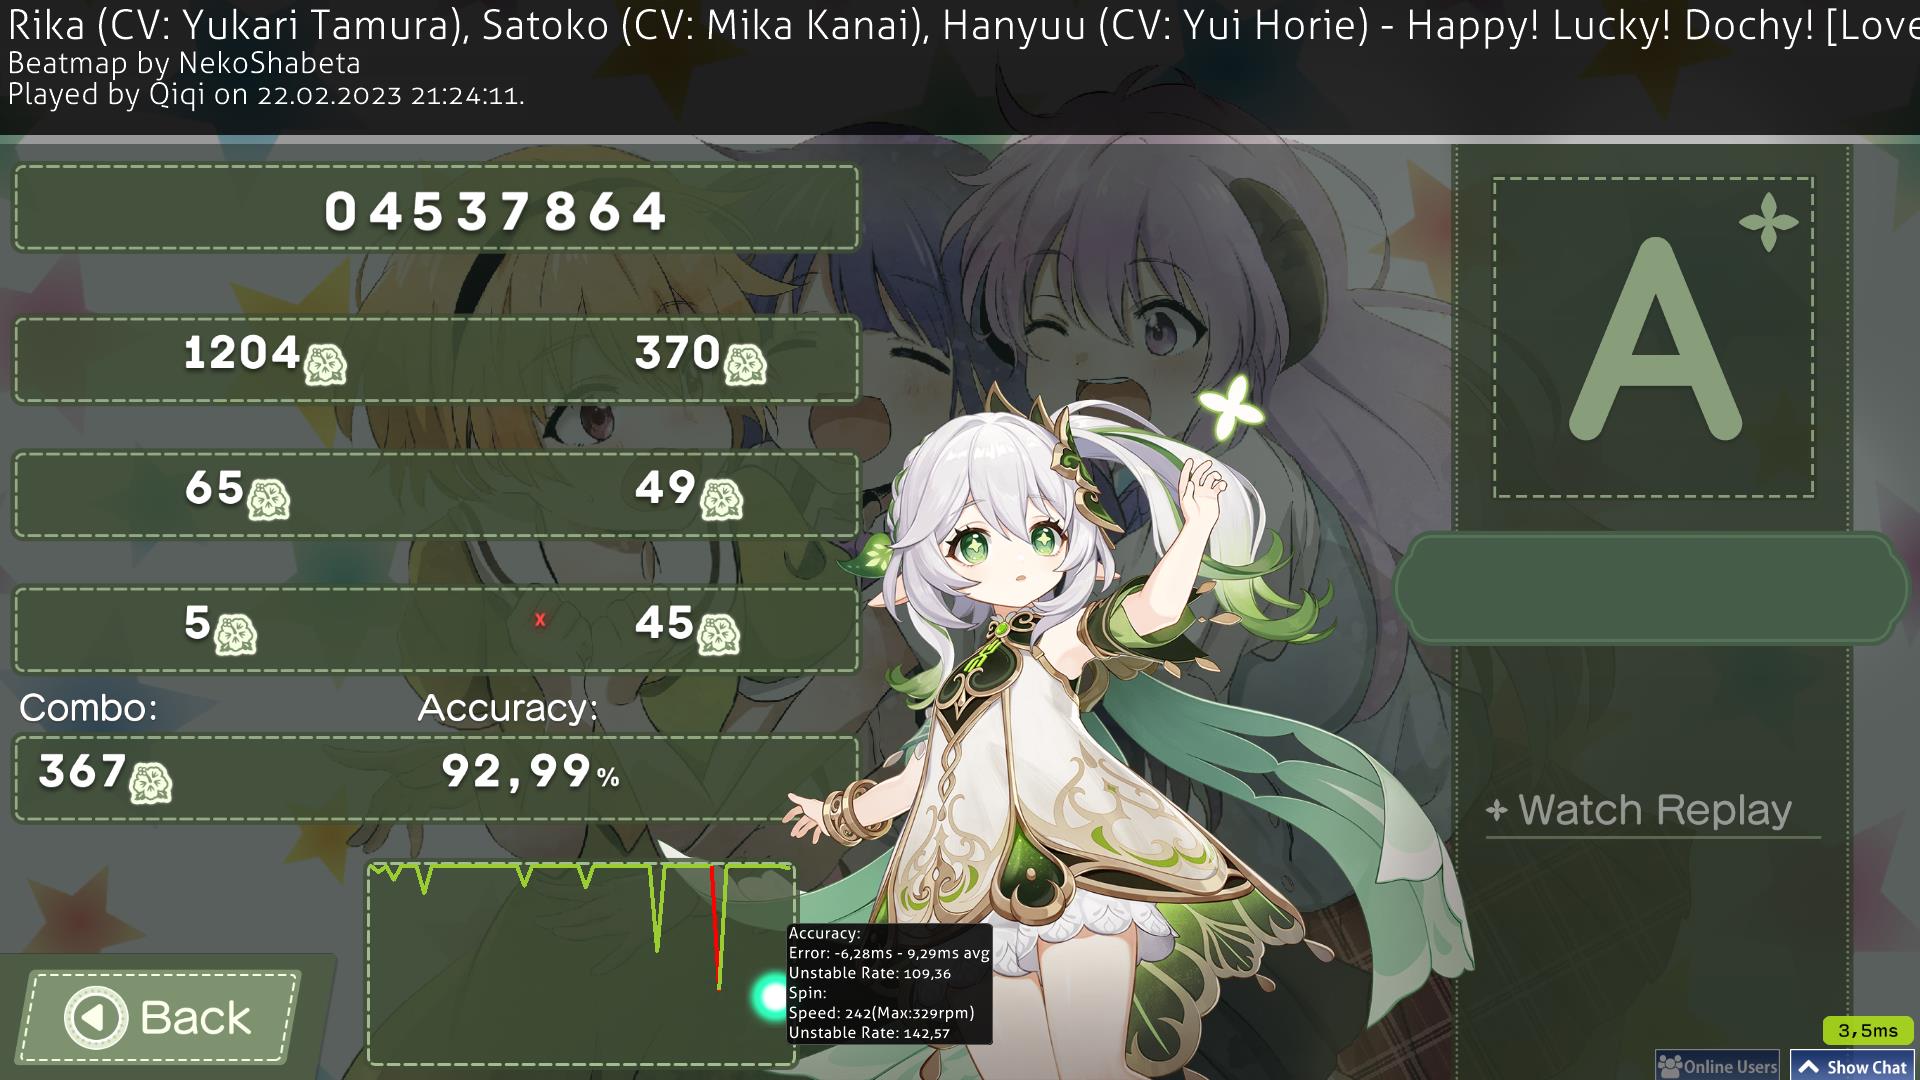 Rika (CV: Yukari Tamura), Satoko (CV: Mika Kanai), Hanyuu (CV: Yui Horie) - Happy! Lucky! Dochy! [Love
Beatmap by NekoShabeta
Played by Qiqi on 22.02.2023 21:24:11.
04537864
1204 370
65 49
5 x 45
A
Combo: Accuracy:
367 92,99%
Watch Replay
Accuracy:
Error: -6,28ms - 9,29ms avg
Unstable Rate: 109,36
Spin:
Speed: 242(Max:329rpm)
Unstable Rate: 142,57
Back
3,5ms
Online Users
Show Chat